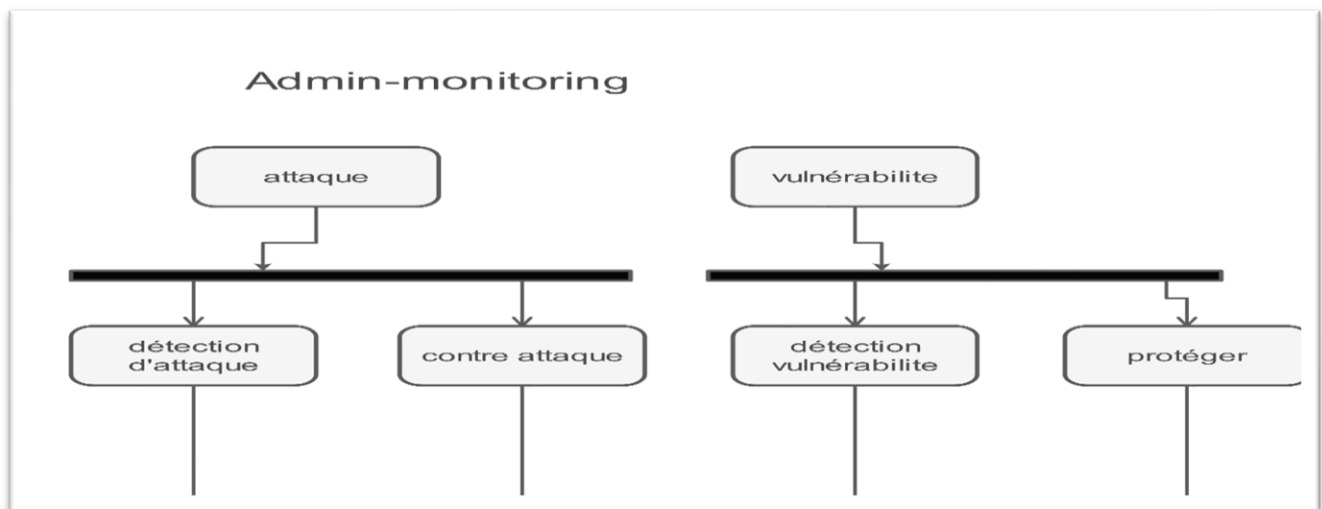 Admin-monitoring
attaque
vulnérabilite
détection
d'attaque
contre attaque
détection
vulnérabilite
protéger